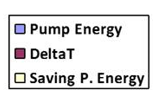 Pump Energy
DeltaT
Saving P. Energy